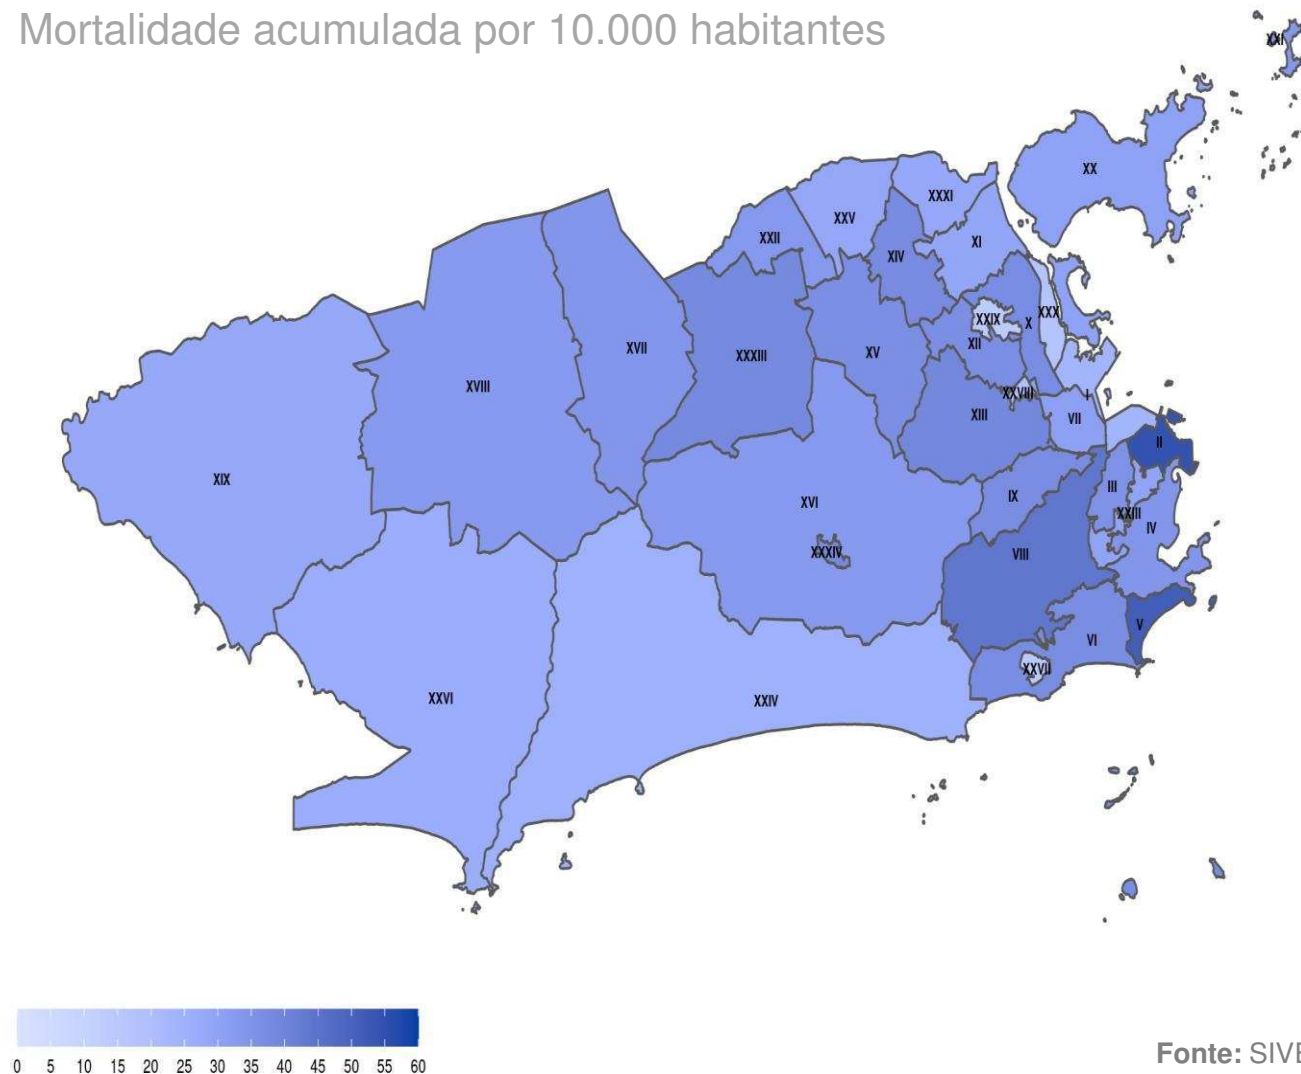 Mortalidade acumulada por 10.000 habitantes
XXI
XX
XXXI
XXV
XXII
XI
XIV
XXX
XXIX
X
XII
XVII
XXXIII
XV
XVIII
XXVIII
I
XIII
VII
II
XIX
III
IX
XVI
XXIII
IV
XXXIV
VIII
V
VI
XXVII
XXVI
XXIV
0 5 10 15 20 25 30 35 40 45 50 55 60
Fonte: SIVE